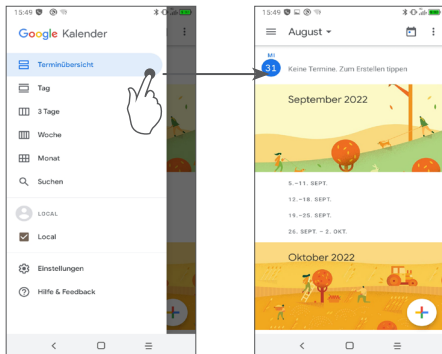 15:49
Google Kalender
Terminübersicht
Tag
3 Tage
Woche
Monat
Suchen
LOCAL
Local
Einstellungen
Hilfe & Feedback
15:49
August
MI
31
Keine Termine. Zum Erstellen tippen
September 2022
5.–11. SEPT.
12.–18. SEPT.
19.–25. SEPT.
26. SEPT. – 2. OKT.
Oktober 2022